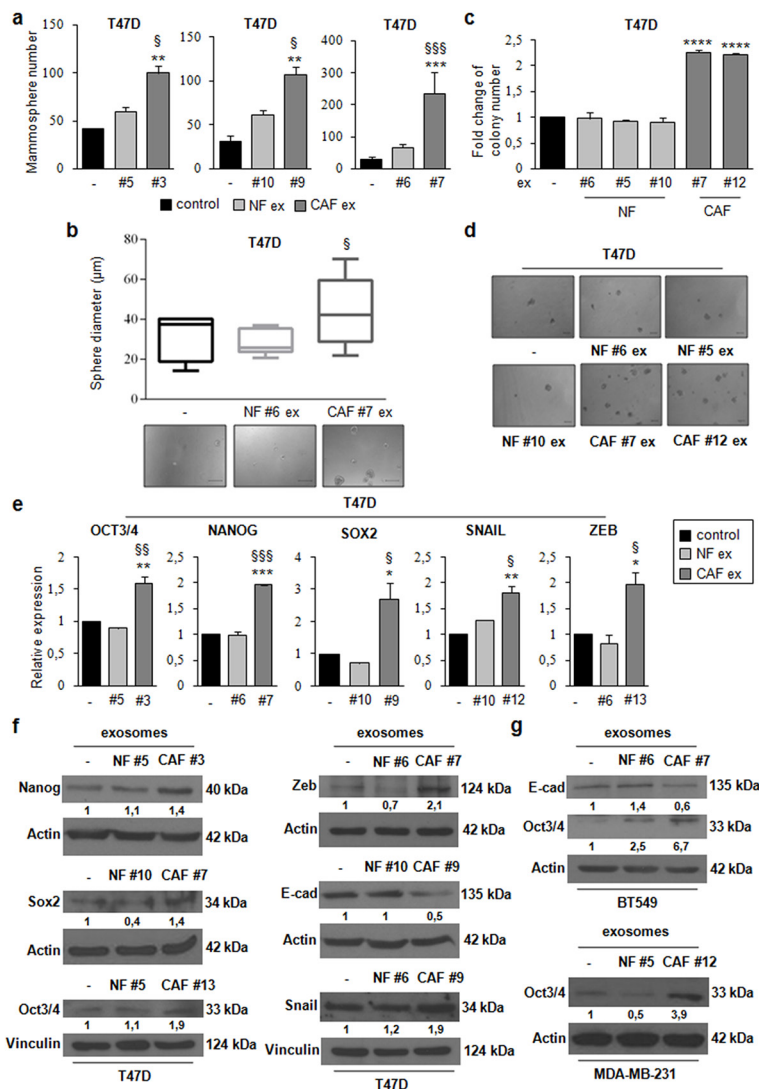 a
T47D
T47D
T47D
Mammosphere number
150
100
50
0
§
**
-
#5
#3
150
100
50
0
§
**
-
#10
#9
400
300
200
100
0
§§§
***
-
#6
#7
control
NF ex
CAF ex
c
T47D
Fold change of
colony number
2,5
2
1,5
1
0,5
0
****
****
ex
-
#6
#5
#10
#7
#12
NF
CAF
b
T47D
Sphere diameter (µm)
80
60
40
20
0
§
-
NF #6 ex
CAF #7 ex
d
T47D
-
NF #6 ex
NF #5 ex
NF #10 ex
CAF #7 ex
CAF #12 ex
e
T47D
OCT3/4
Relative expression
2
1,5
1
0,5
0
§§
**
-
#5
#3
NANOG
2,5
2
1,5
1
0,5
0
§§§
***
-
#6
#7
SOX2
4
3
2
1
0
§
*
-
#10
#9
SNAIL
2,5
2
1,5
1
0,5
0
§
**
-
#10
#12
ZEB
2,5
2
1,5
1
0,5
0
§
*
-
#6
#13
control
NF ex
CAF ex
f
exosomes
- NF #5 CAF #3
Nanog 40 kDa
1 1,1 1,4
Actin 42 kDa
- NF #10 CAF #7
Sox2 34 kDa
1 0,4 1,4
Actin 42 kDa
- NF #5 CAF #13
Oct3/4 33 kDa
1 1,1 1,9
Vinculin 124 kDa
T47D
exosomes
- NF #6 CAF #7
Zeb 124 kDa
1 0,7 2,1
Actin 42 kDa
- NF #10 CAF #9
E-cad 135 kDa
1 1 0,5
Actin 42 kDa
- NF #6 CAF #9
Snail 34 kDa
1 1,2 1,9
Vinculin 124 kDa
T47D
g
exosomes
- NF #6 CAF #7
E-cad 135 kDa
1 1,4 0,6
Oct3/4 33 kDa
1 2,5 6,7
Actin 42 kDa
BT549
exosomes
- NF #5 CAF #12
Oct3/4 33 kDa
1 0,5 3,9
Actin 42 kDa
MDA-MB-231